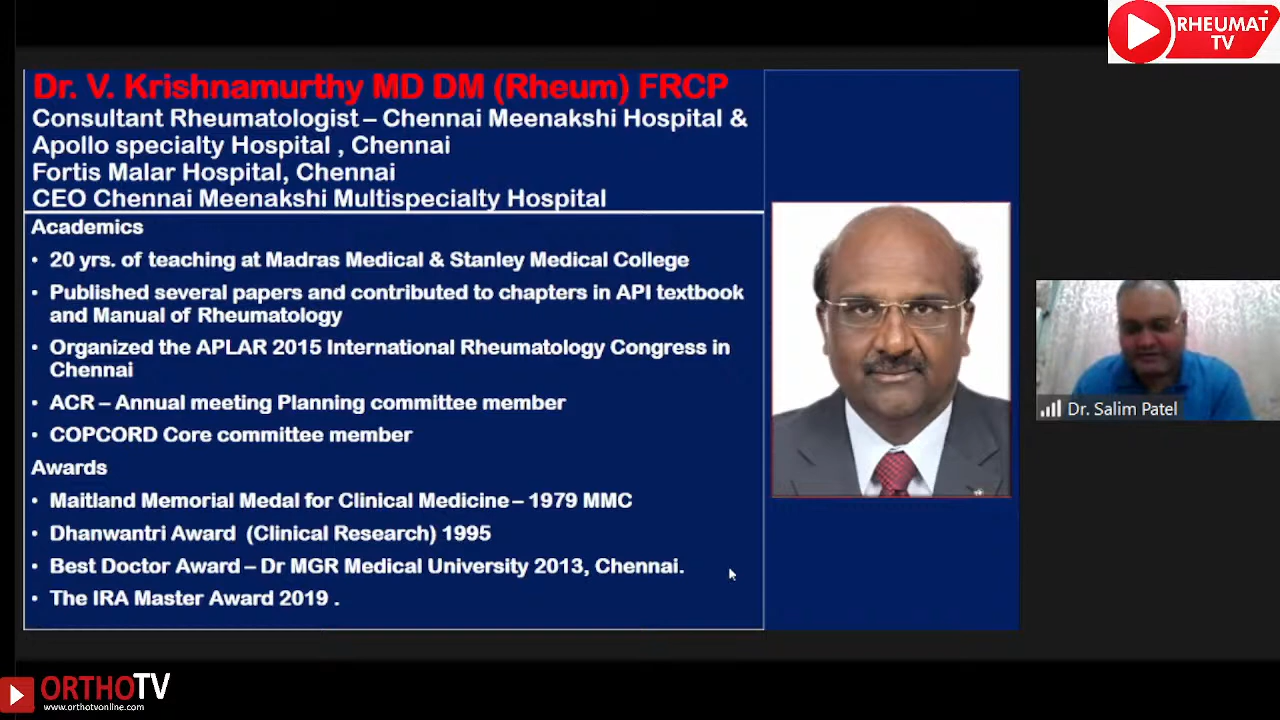 RHEUMAT
TV
Dr. V. Krishnamurthy MD DM (Rheum) FRCP
Consultant Rheumatologist – Chennai Meenakshi Hospital &
Apollo specialty Hospital , Chennai
Fortis Malar Hospital, Chennai
CEO Chennai Meenakshi Multispecialty Hospital
Academics
• 20 yrs. of teaching at Madras Medical & Stanley Medical College
• Published several papers and contributed to chapters in API textbook
and Manual of Rheumatology
• Organized the APLAR 2015 International Rheumatology Congress in
Chennai
• ACR – Annual meeting Planning committee member
• COPCORD Core committee member
Awards
• Maitland Memorial Medal for Clinical Medicine – 1979 MMC
• Dhanwantri Award (Clinical Research) 1995
• Best Doctor Award – Dr MGR Medical University 2013, Chennai.
• The IRA Master Award 2019 .
Dr. Salim Patel
ORTHOTV
www.orthotvonline.com